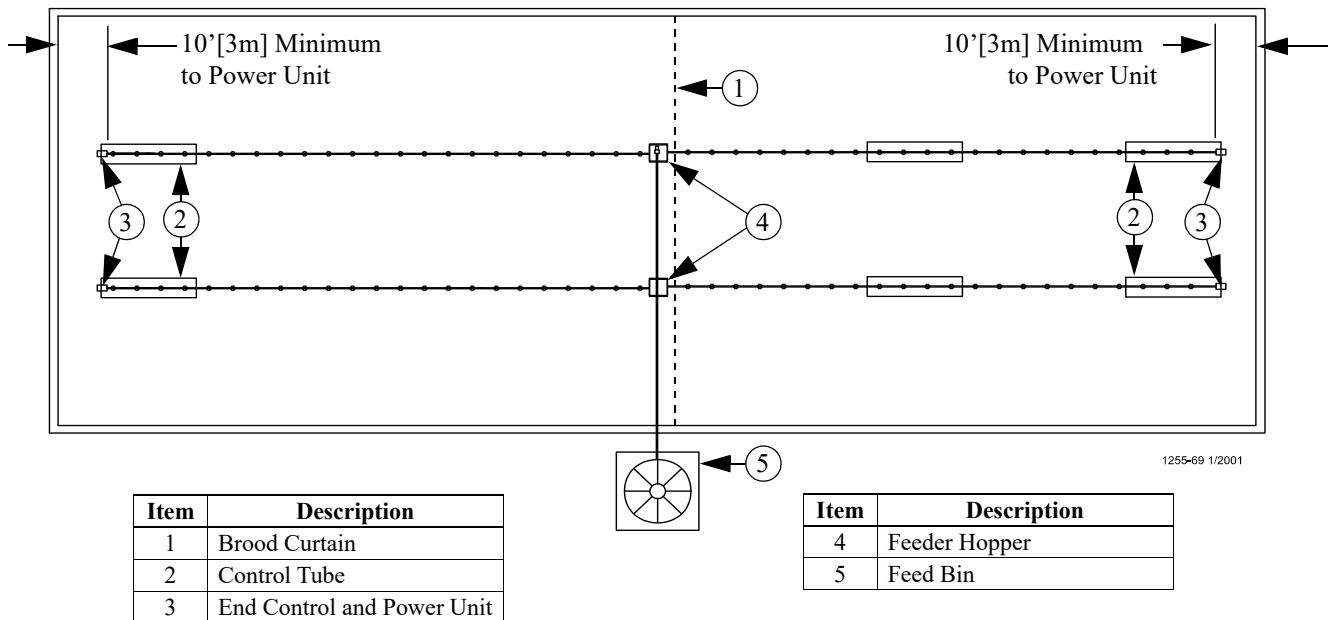 10’[3m] Minimum
to Power Unit
10’[3m] Minimum
to Power Unit
1
3
2
4
2
3
5
1255-69 1/2001
Item Description
1 Brood Curtain
2 Control Tube
3 End Control and Power Unit
Item Description
4 Feeder Hopper
5 Feed Bin